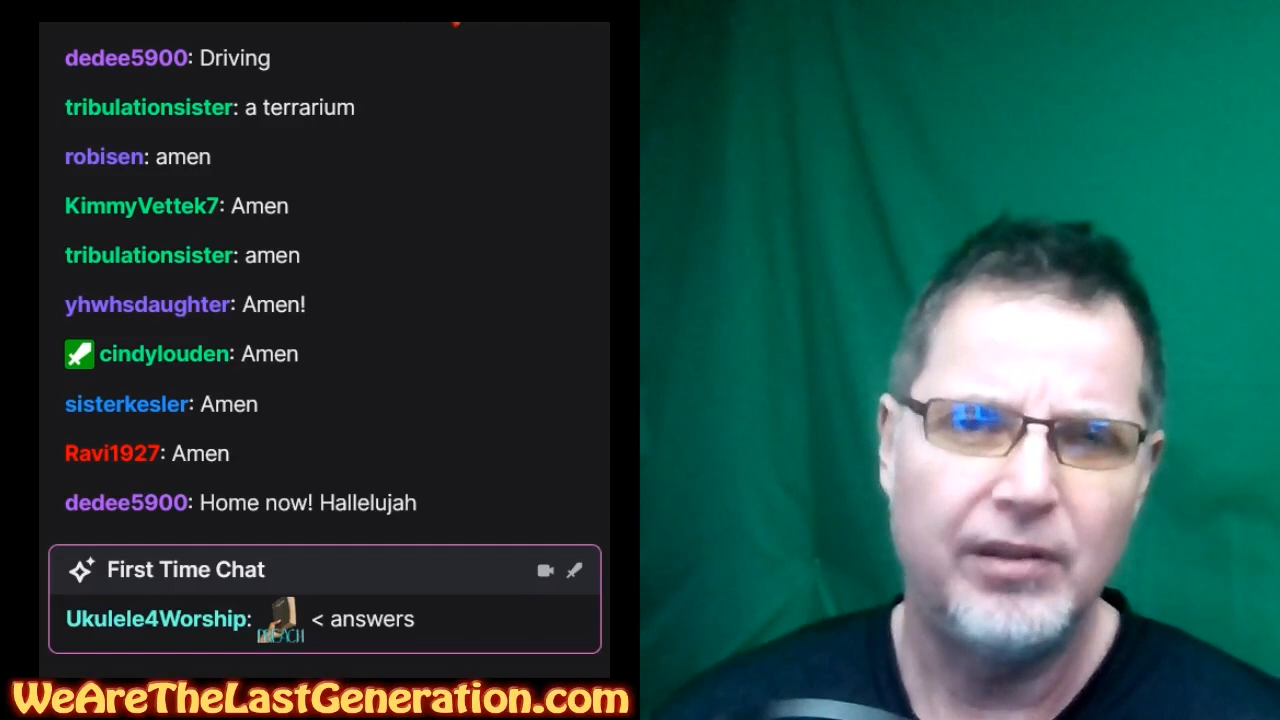 dedee5900: Driving
tribulationsister: a terrarium
robisen: amen
KimmyVettek7: Amen
tribulationsister: amen
yhwhsdaughter: Amen!
cindylouden: Amen
sisterkesler: Amen
Ravi1927: Amen
dedee5900: Home now! Hallelujah
First Time Chat
Ukulele4Worship: PREACH < answers
WeAreTheLastGeneration.com